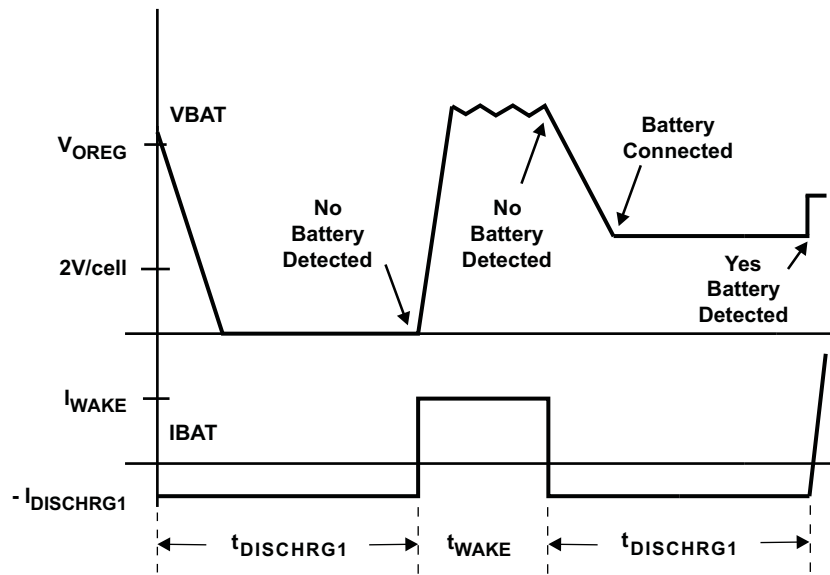 VBAT
VOREG
Battery
Connected
No
Battery
Detected
No
Battery
Detected
2V/cell
Yes
Battery
Detected
IWAKE
IBAT
- IDISCHRG1
tDISCHRG1
tWAKE
tDISCHRG1